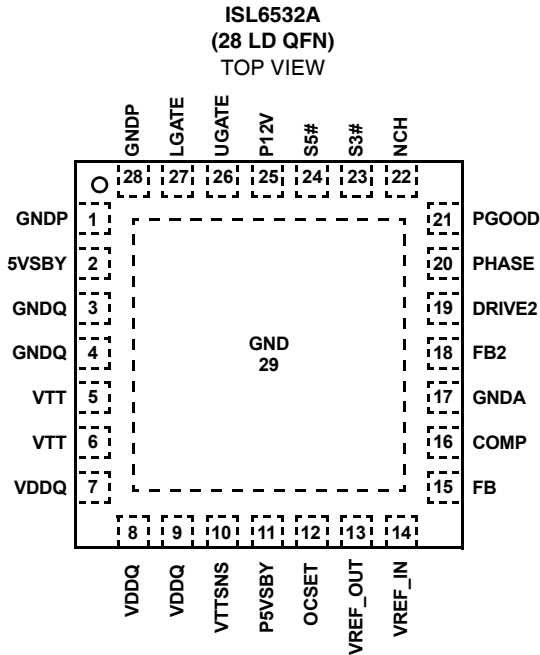 ISL6532A
(28 LD QFN)
TOP VIEW
GNDP
LGATE
UGATE
P12V
S5#
S3#
NCH
28 27 26 25 24 23 22
GNDP 1
5VSBY 2
GNDQ 3
GNDQ 4
VTT 5
VTT 6
VDDQ 7
GND
29
21 PGOOD
20 PHASE
19 DRIVE2
18 FB2
17 GNDA
16 COMP
15 FB
8 9 10 11 12 13 14
VDDQ
VDDQ
VTTSNS
P5VSBY
OCSET
VREF_OUT
VREF_IN